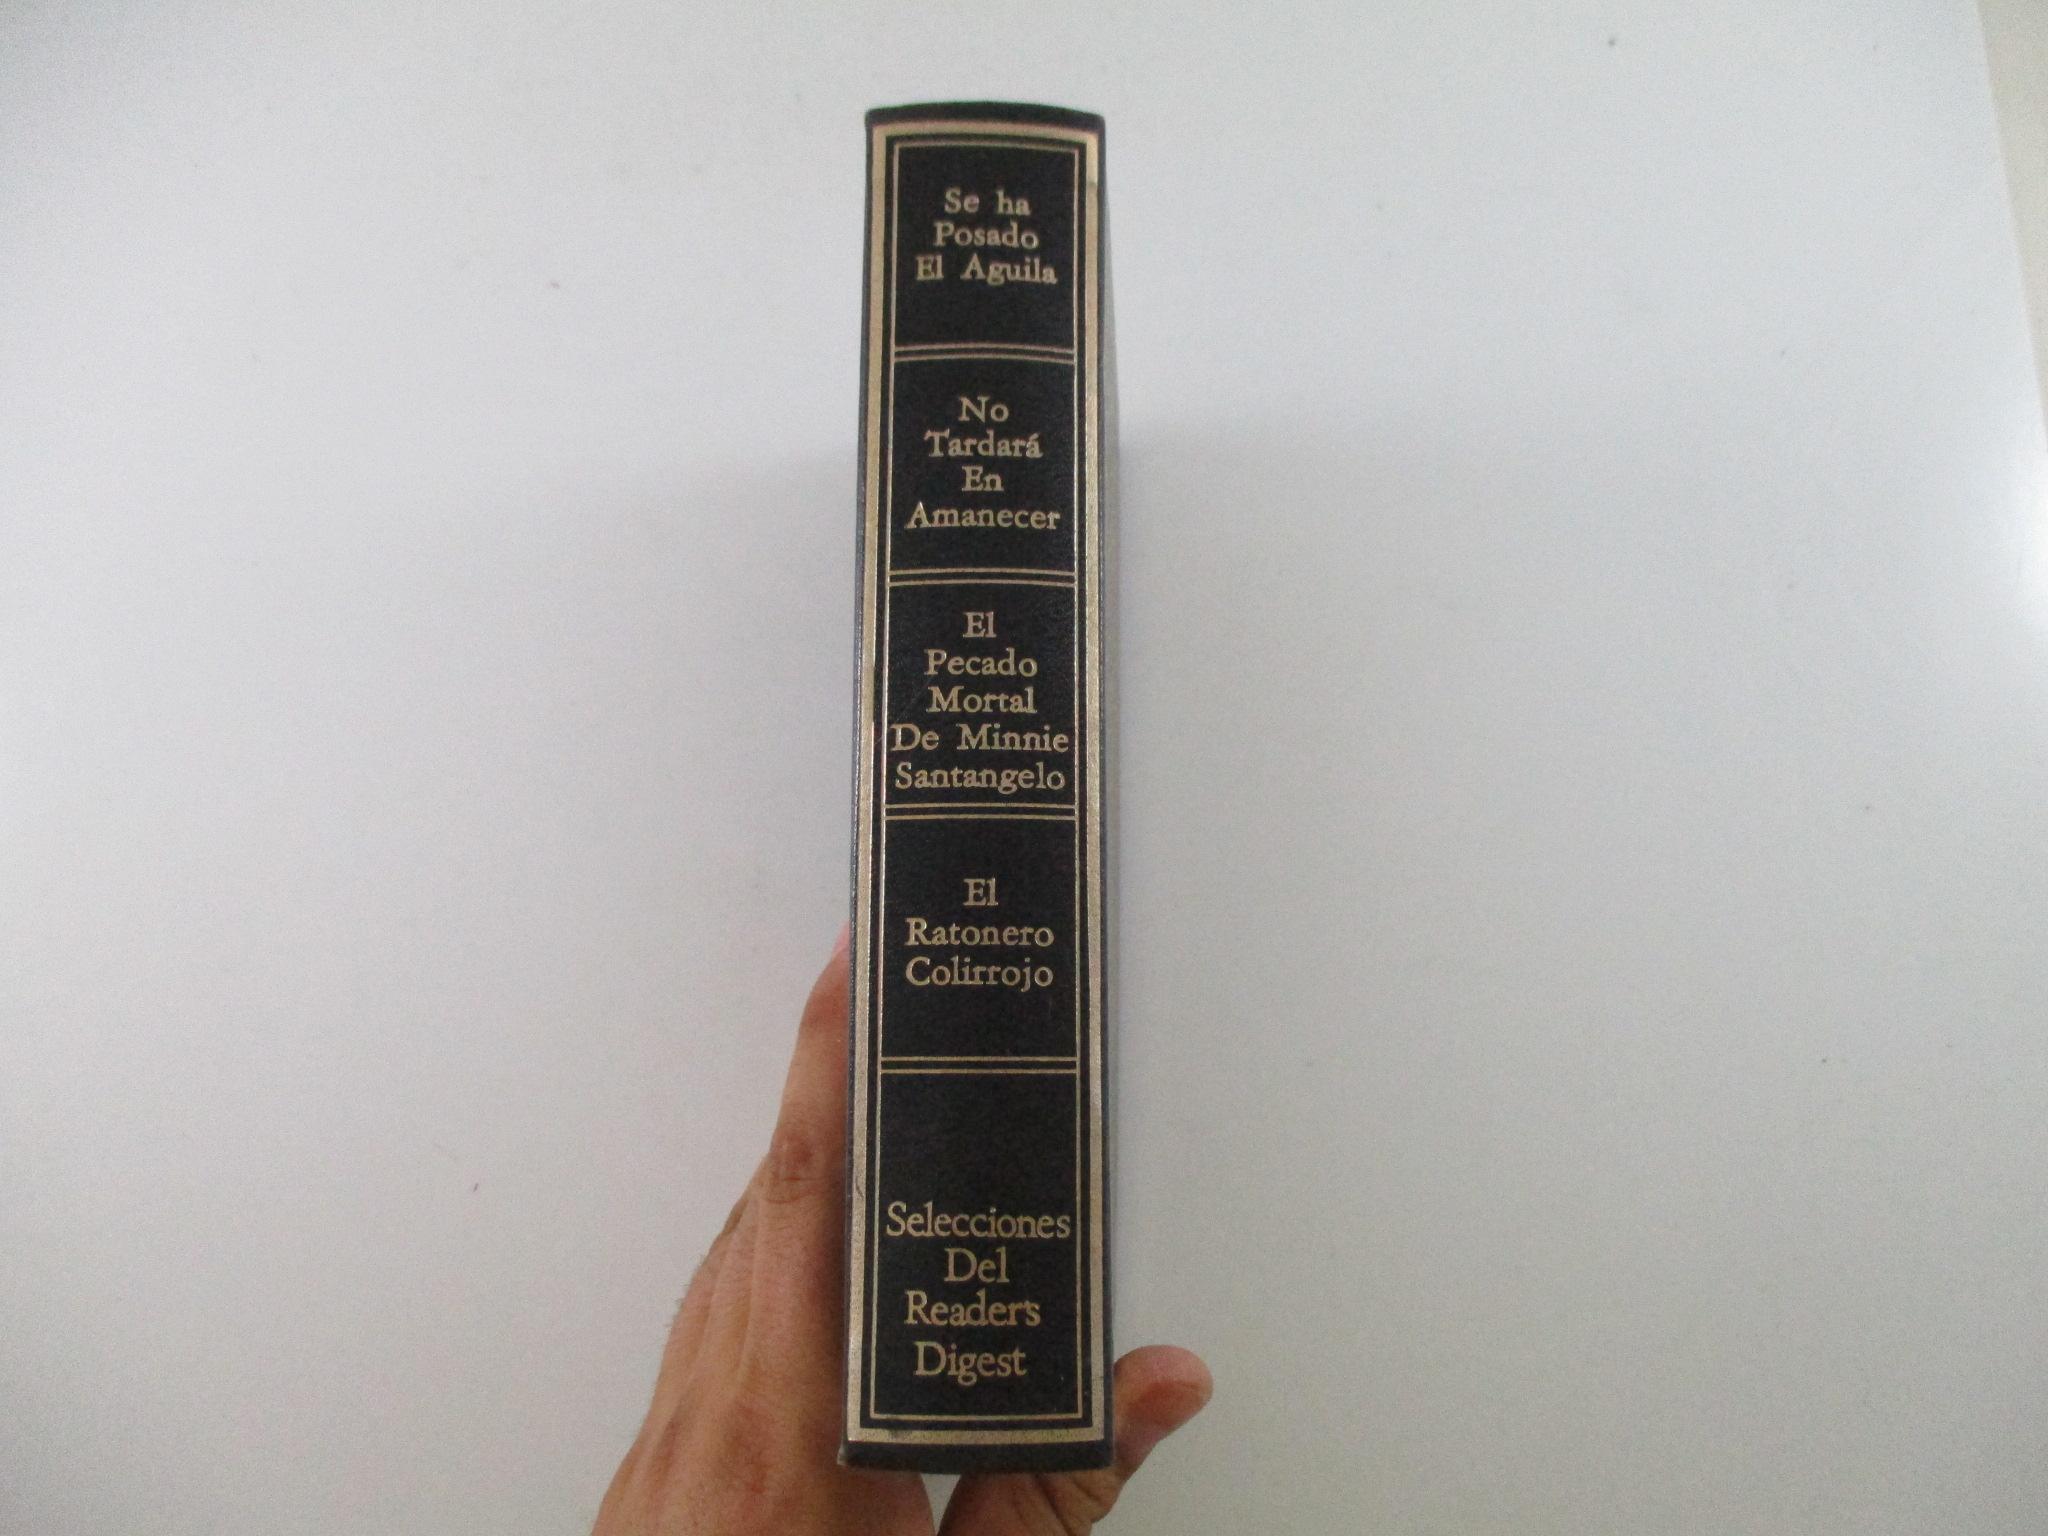 Se ha
Posado
El Aguila
No
Tardará
En
Amanecer
El
Pecado
Mortal
De Minnie
Santangelo
El
Ratonero
Colirrojo
Selecciones
Del
Reader's
Digest